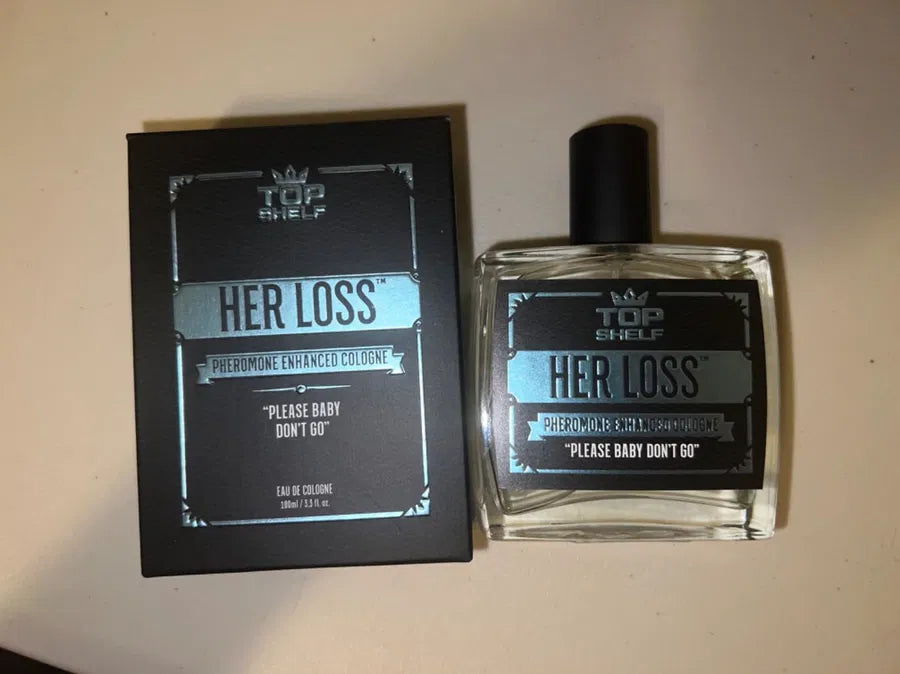 TOP
SHELF
HER LOSS™
PHEROMONE ENHANCED COLOGNE
“PLEASE BABY
DON'T GO”
EAU DE COLOGNE
100ml / 3.3 fl. oz.
TOP
SHELF
HER LOSS™
PHEROMONE ENHANCED COLOGNE
“PLEASE BABY DON'T GO”